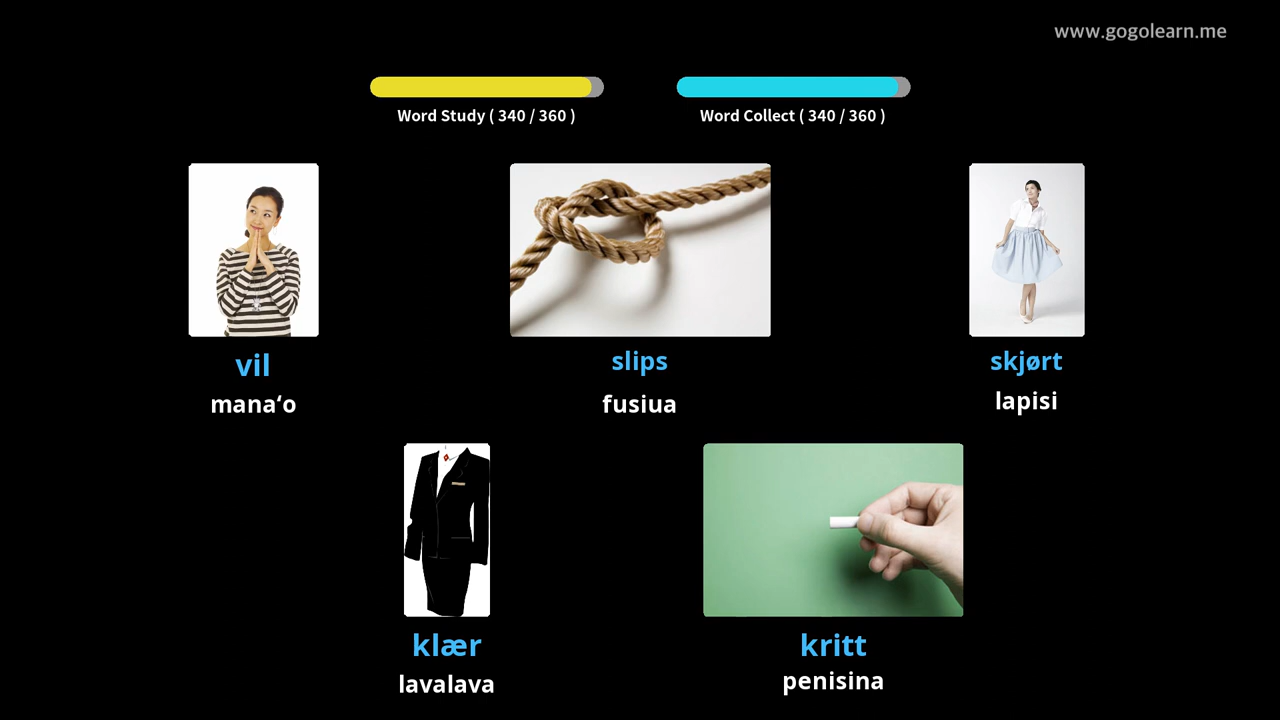 www.gogolearn.me
Word Study ( 340 / 360 )
Word Collect ( 340 / 360 )
vil
slips
skjørt
manaʻo
fusiua
lapisi
klær
kritt
lavalava
penisina